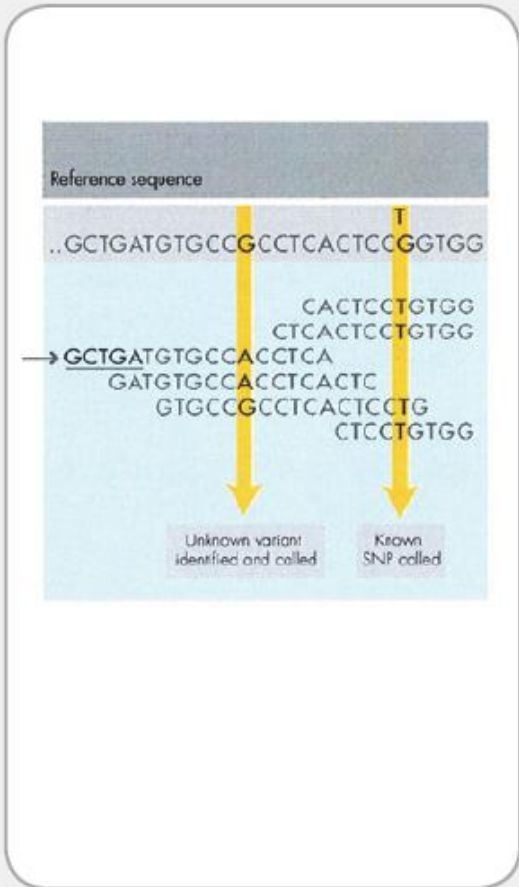 Reference sequence
T
..GCTGATGTGCCGCCTCACTCCGGTGG
CACTCCTGTGG
CTCACTCCTGTGG
GCTGATGTGCCACCTCA
GATGTGCCACCTCACTC
GTGCCGCCTCACTCCTG
CTCCTGTGG
Unknown variant
identified and called
Known
SNP called